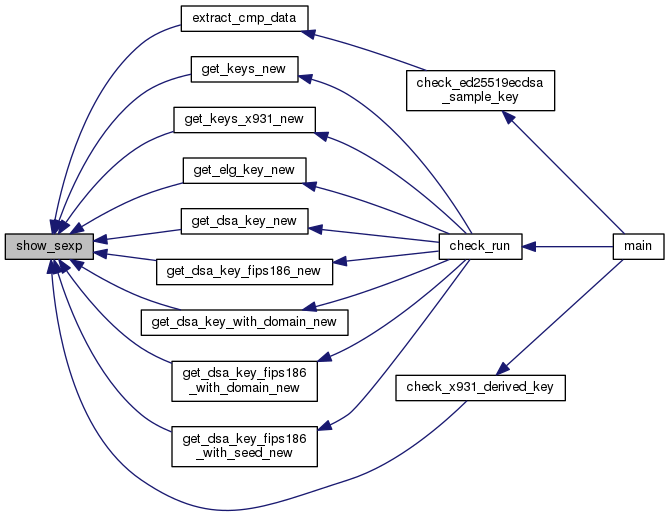 extract_cmp_data
get_keys_new
check_ed25519ecdsa
_sample_key
get_keys_x931_new
get_elg_key_new
get_dsa_key_new
show_sexp
check_run
main
get_dsa_key_fips186_new
get_dsa_key_with_domain_new
get_dsa_key_fips186
_with_domain_new
check_x931_derived_key
get_dsa_key_fips186
_with_seed_new